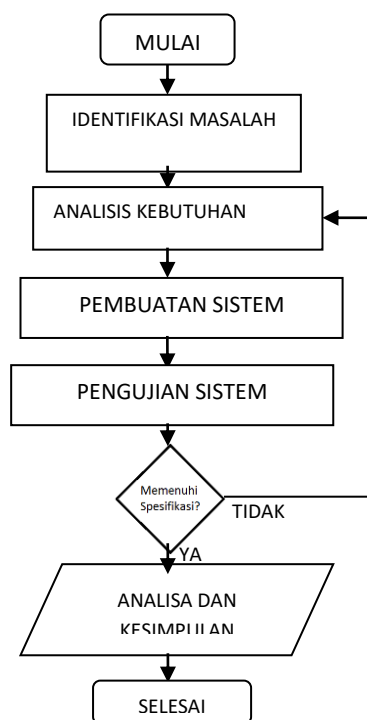 MULAI
IDENTIFIKASI MASALAH
ANALISIS KEBUTUHAN
PEMBUATAN SISTEM
PENGUJIAN SISTEM
Memenuhi
Spesifikasi?
TIDAK
YA
ANALISA DAN
KESIMPULAN
SELESAI